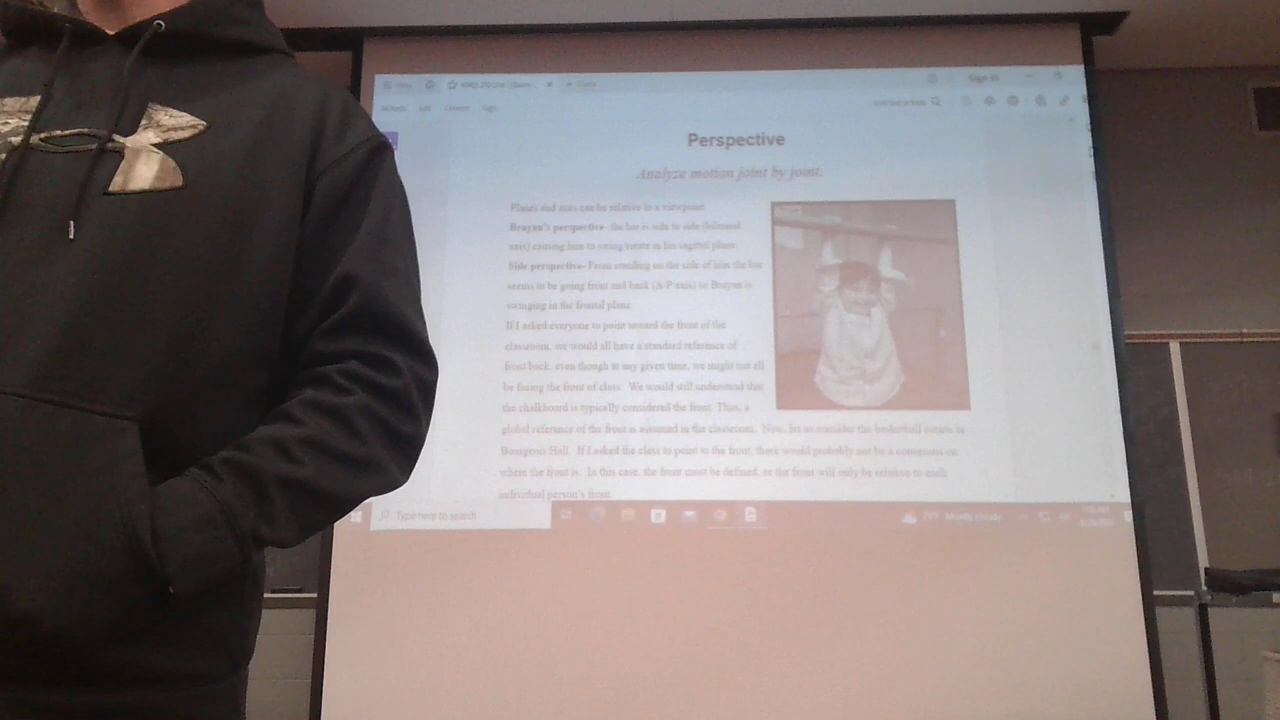 Sign In
Perspective
Analyze motion joint by joint.
Planes and axes can be relative to a viewpoint.
Brayan's perspective- the bar is side to side (bilateral
axis) causing him to swing/rotate in his sagittal plane.
Side perspective- From standing on the side of him the bar
seems to be going front and back (A-P axis) so Brayan is
swinging in the frontal plane.
If I asked everyone to point toward the front of the
classroom, we would all have a standard reference of
front/back, even though at any given time, we might not all
be facing the front of class. We would still understand that
the chalkboard is typically considered the front. Thus, a
global reference of the front is assumed in the classroom. Now, let us consider the basketball courts in
Bourgeois Hall. If I asked the class to point to the front, there would probably not be a consensus on
where the front is. In this case, the front must be defined, or the front will only be relative to each
individual person's front.
Type here to search
Mostly cloudy